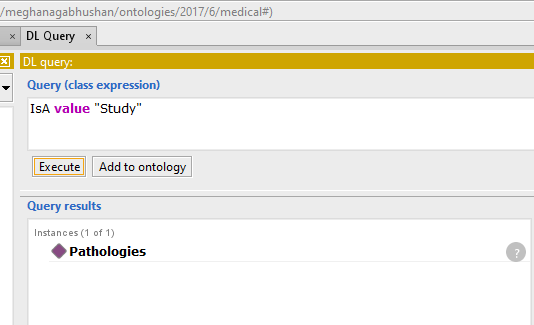 /meghanagabhushan/ontologies/2017/6/medical#)
DL Query
DL query:
Query (class expression)
IsA value "Study"
Execute
Add to ontology
Query results
Instances (1 of 1)
Pathologies
?